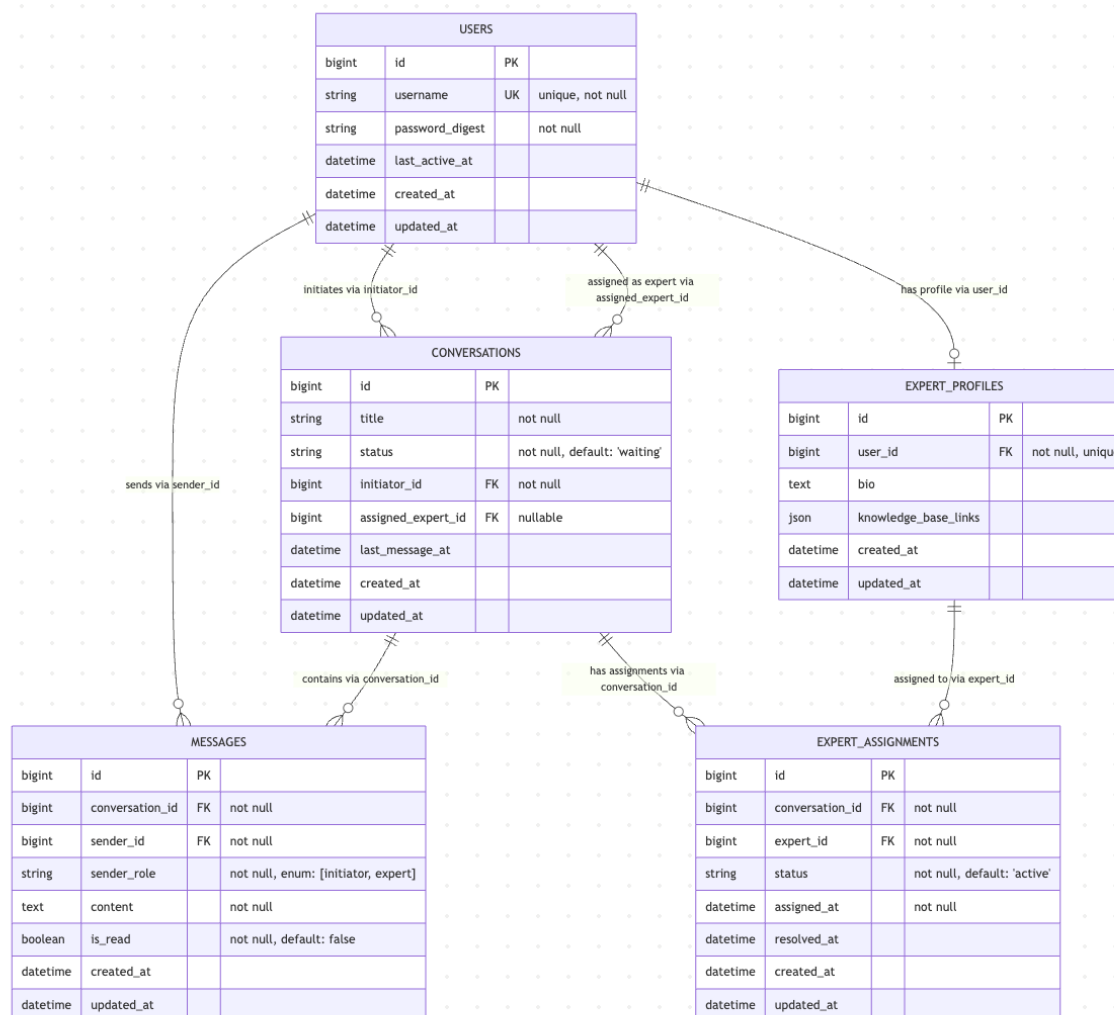 USERS
bigint id PK
string username UK unique, not null
string password_digest not null
datetime last_active_at
datetime created_at
datetime updated_at
initiates via initiator_id
assigned as expert via
assigned_expert_id
has profile via user_id
sends via sender_id
CONVERSATIONS
bigint id PK
string title not null
string status not null, default: 'waiting'
bigint initiator_id FK not null
bigint assigned_expert_id FK nullable
datetime last_message_at
datetime created_at
datetime updated_at
EXPERT_PROFILES
bigint id PK
bigint user_id FK not null, uniqu
text bio
json knowledge_base_links
datetime created_at
datetime updated_at
contains via conversation_id
has assignments via
conversation_id
assigned to via expert_id
MESSAGES
bigint id PK
bigint conversation_id FK not null
bigint sender_id FK not null
string sender_role not null, enum: [initiator, expert]
text content not null
boolean is_read not null, default: false
datetime created_at
datetime updated_at
EXPERT_ASSIGNMENTS
bigint id PK
bigint conversation_id FK not null
bigint expert_id FK not null
string status not null, default: 'active'
datetime assigned_at not null
datetime resolved_at
datetime created_at
datetime updated_at